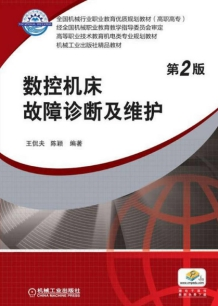 全国机械行业职业教育优质规划教材（高职高专）
经全国机械职业教育教学指导委员会审定
高等职业技术教育机电类专业规划教材
机械工业出版社精品教材
第2版
数控机床
故障诊断及维护
王侃夫 陈颖 编著
机械工业出版社
CHINA MACHINE PRESS